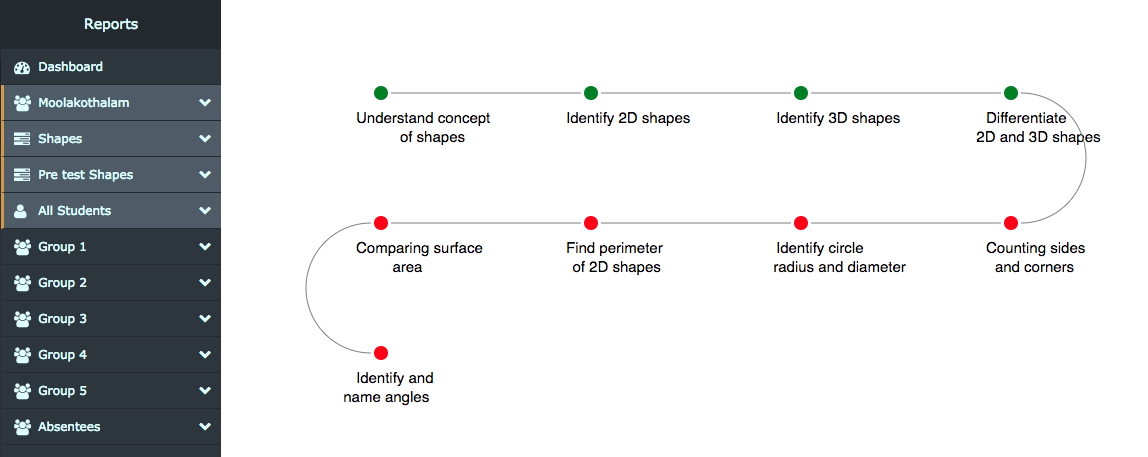 Reports
Dashboard
Moolakothalam
Shapes
Pre test Shapes
All Students
Group 1
Group 2
Group 3
Group 4
Group 5
Absentees
Understand concept
of shapes
Identify 2D shapes
Identify 3D shapes
Differentiate
2D and 3D shapes
Comparing surface
area
Find perimeter
of 2D shapes
Identify circle
radius and diameter
Counting sides
and corners
Identify and
name angles